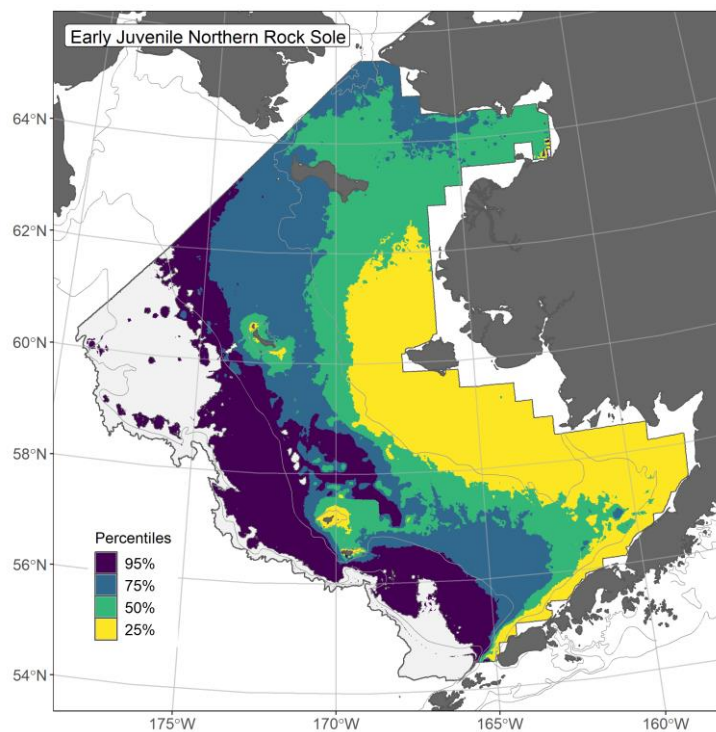 Early Juvenile Northern Rock Sole
64°N
62°N
60°N
58°N
56°N
54°N
Percentiles
95%
75%
50%
25%
175°W
170°W
165°W
160°W